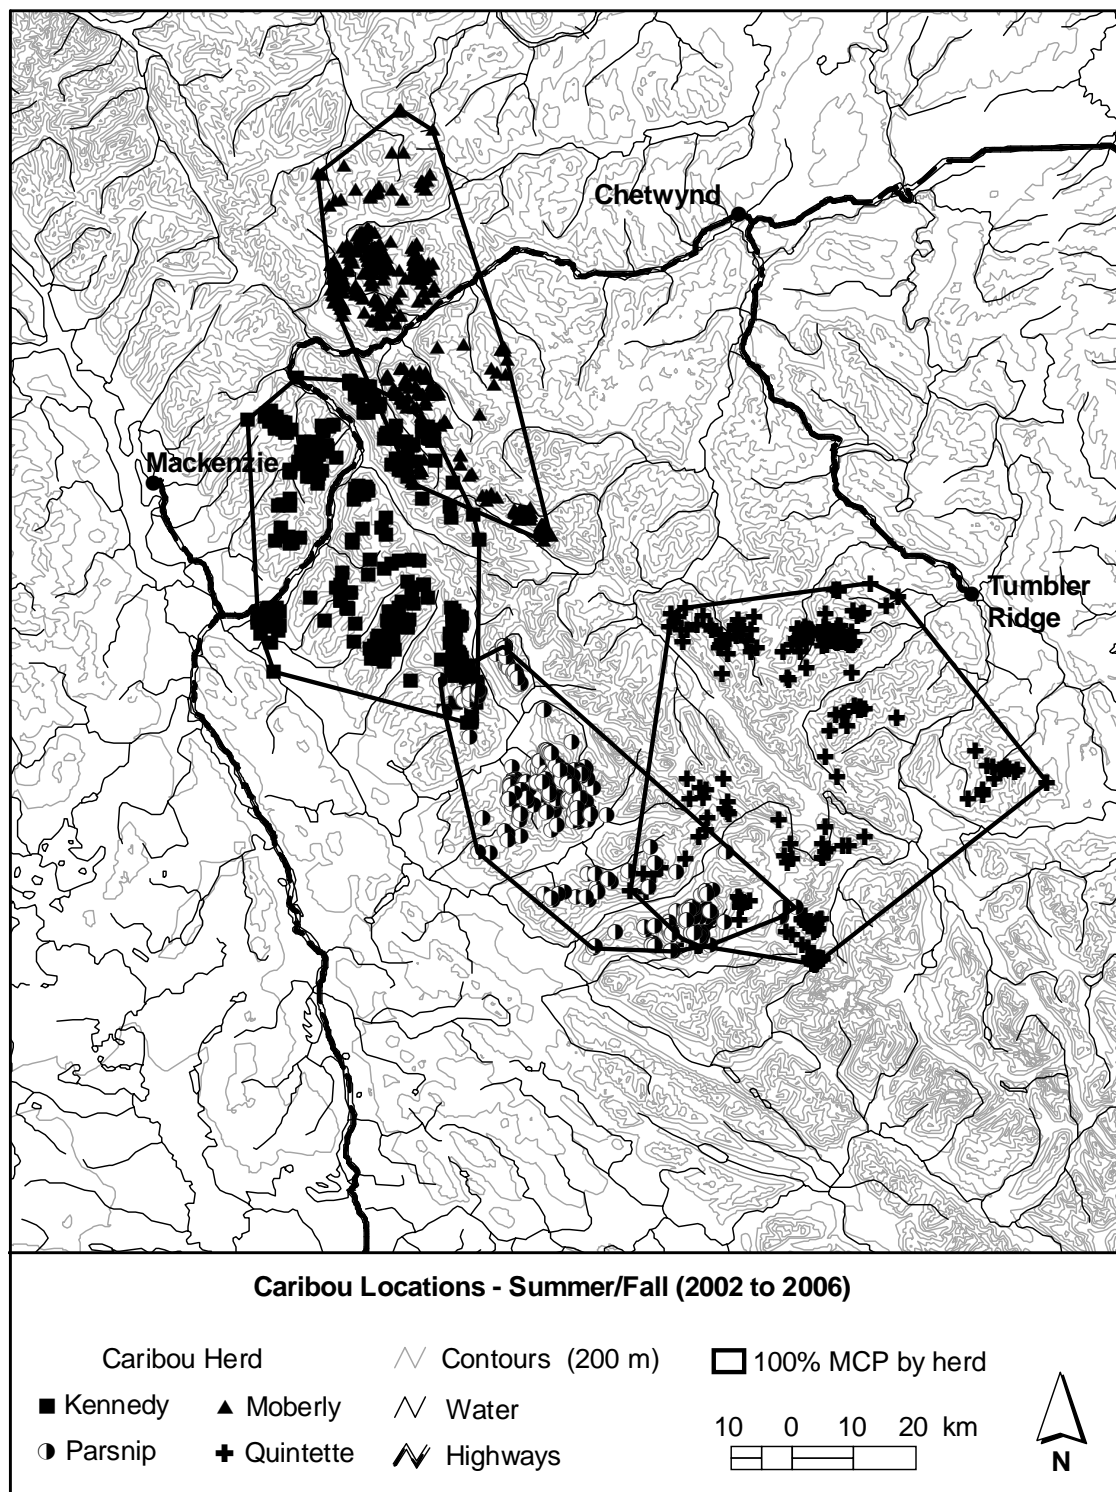 Chetwynd
Mackenzie
Tumbler
Ridge
Caribou Locations - Summer/Fall (2002 to 2006)
Caribou Herd
Contours (200 m)
100% MCP by herd
Kennedy
Moberly
Water
Parsnip
Quintette
Highways
10 0 10 20 km
N